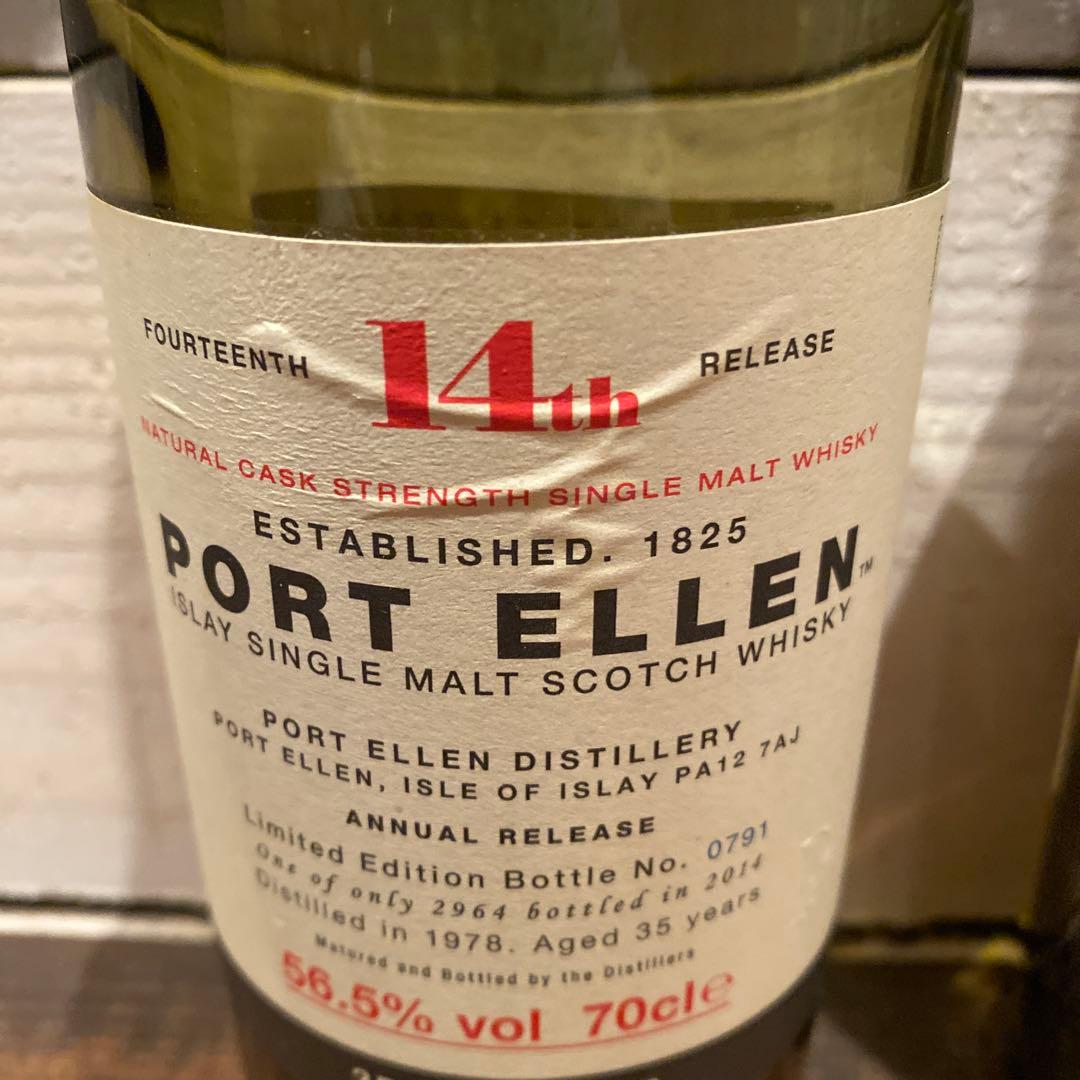 FOURTEENTH 14th RELEASE
NATURAL CASK STRENGTH SINGLE MALT WHISKY
ESTABLISHED. 1825
PORT ELLEN™
ISLAY SINGLE MALT SCOTCH WHISKY
PORT ELLEN DISTILLERY
PORT ELLEN, ISLE OF ISLAY PA12 7AJ
ANNUAL RELEASE
Limited Edition Bottle No. 0791
One of only 2964 bottled in 2014
Distilled in 1978. Aged 35 years
Matured and Bottled by the Distillers
56.5% vol 70cl℮